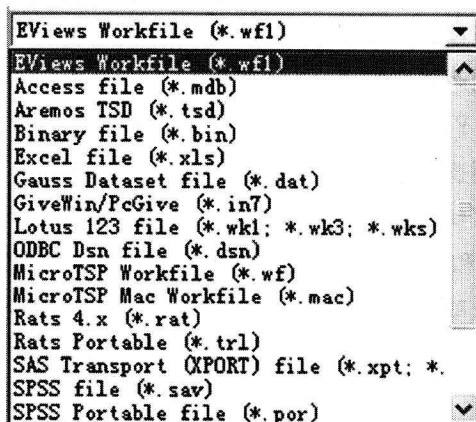 EViews Workfile (*.wf1)
EViews Workfile (*.wf1)
Access file (*.mdb)
Aremos TSD (*.tsd)
Binary file (*.bin)
Excel file (*.xls)
Gauss Dataset file (*.dat)
GiveWin/PcGive (*.in7)
Lotus 123 file (*.wk1; *.wk3; *.wks)
ODBC Dsn file (*.dsn)
MicroTSP Workfile (*.wf)
MicroTSP Mac Workfile (*.mac)
Rats 4.x (*.rat)
Rats Portable (*.trl)
SAS Transport (XPORT) file (*.xpt; *.
SPSS file (*.sav)
SPSS Portable file (*.por)